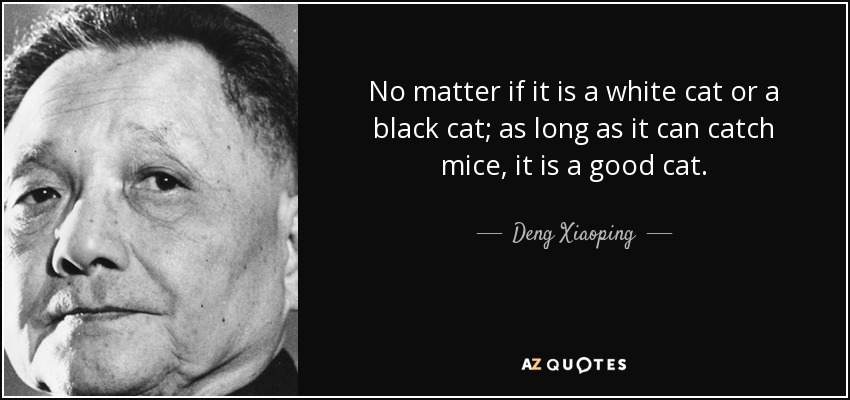 No matter if it is a white cat or a
black cat; as long as it can catch
mice, it is a good cat.
Deng Xiaoping
AZ QUOTES